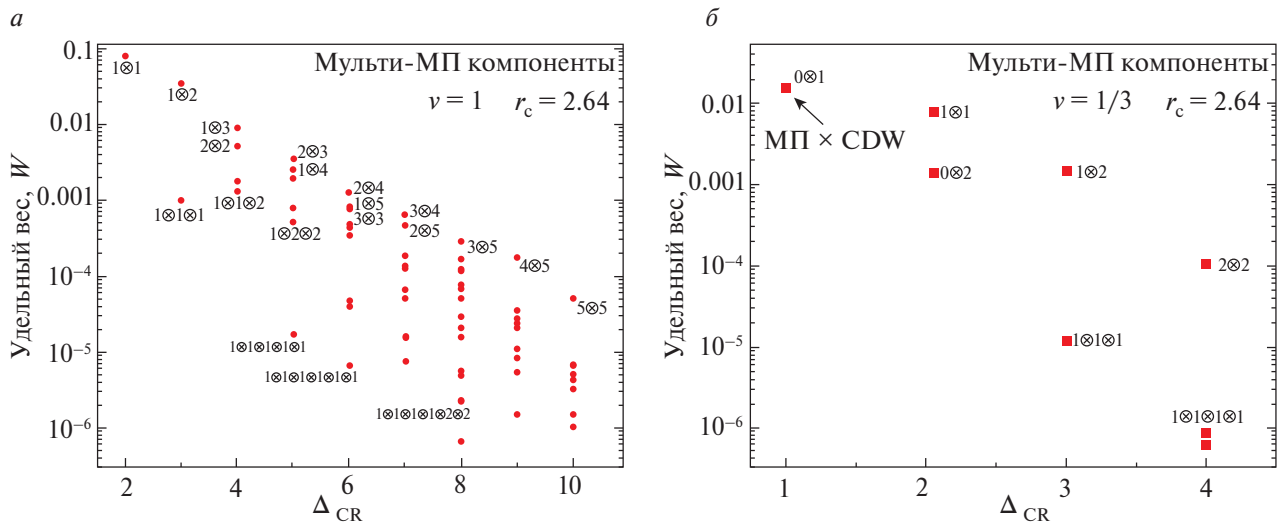 а
Мульти-МП компоненты
ν = 1 r_c = 2.64
Удельный вес, W
0.1
0.01
0.001
10⁻⁴
10⁻⁵
10⁻⁶
1⊗1
1⊗2
1⊗3
2⊗2
1⊗1⊗1
1⊗1⊗2
2⊗3
1⊗4
1⊗2⊗2
2⊗4
1⊗5
3⊗3
3⊗4
2⊗5
3⊗5
4⊗5
5⊗5
1⊗1⊗1⊗1⊗1
1⊗1⊗1⊗1⊗1⊗1
1⊗1⊗1⊗1⊗2⊗2
2 4 6 8 10
Δ_CR
б
Мульти-МП компоненты
ν = 1/3 r_c = 2.64
Удельный вес, W
0.01
0.001
10⁻⁴
10⁻⁵
10⁻⁶
0⊗1
МП × CDW
1⊗1
0⊗2
1⊗2
2⊗2
1⊗1⊗1
1⊗1⊗1⊗1
1 2 3 4
Δ_CR